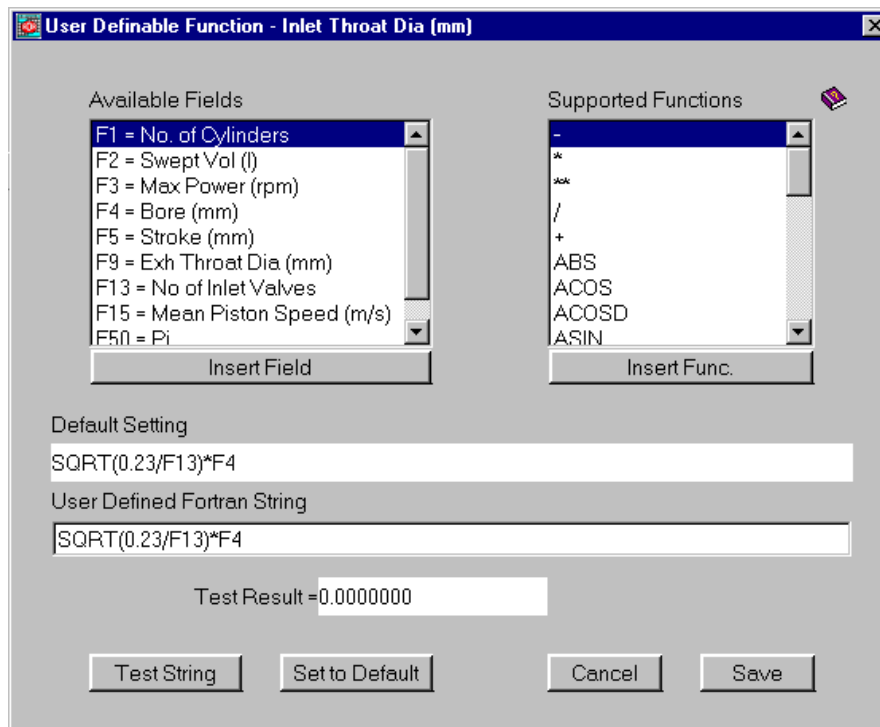 User Definable Function - Inlet Throat Dia (mm)
Available Fields
F1 = No. of Cylinders
F2 = Swept Vol (l)
F3 = Max Power (rpm)
F4 = Bore (mm)
F5 = Stroke (mm)
F9 = Exh Throat Dia (mm)
F13 = No of Inlet Valves
F15 = Mean Piston Speed (m/s)
F50 = Pi
Insert Field
Supported Functions
-
*
**
/
+
ABS
ACOS
ACOSD
ASIN
Insert Func.
Default Setting
SQRT(0.23/F13)*F4
User Defined Fortran String
SQRT(0.23/F13)*F4
Test Result =0.0000000
Test String Set to Default Cancel Save